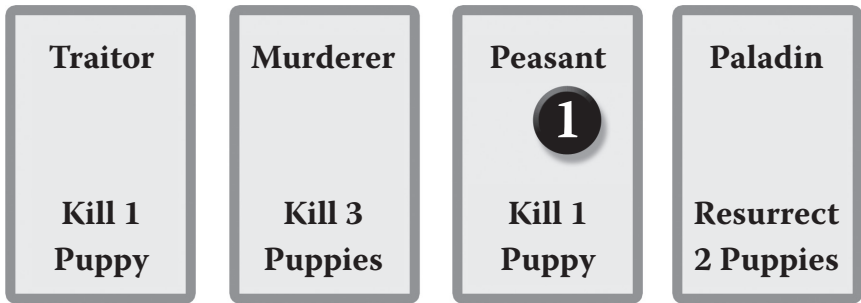 Traitor
Kill 1
Puppy
Murderer
Kill 3
Puppies
Peasant
1
Kill 1
Puppy
Paladin
Resurrect
2 Puppies